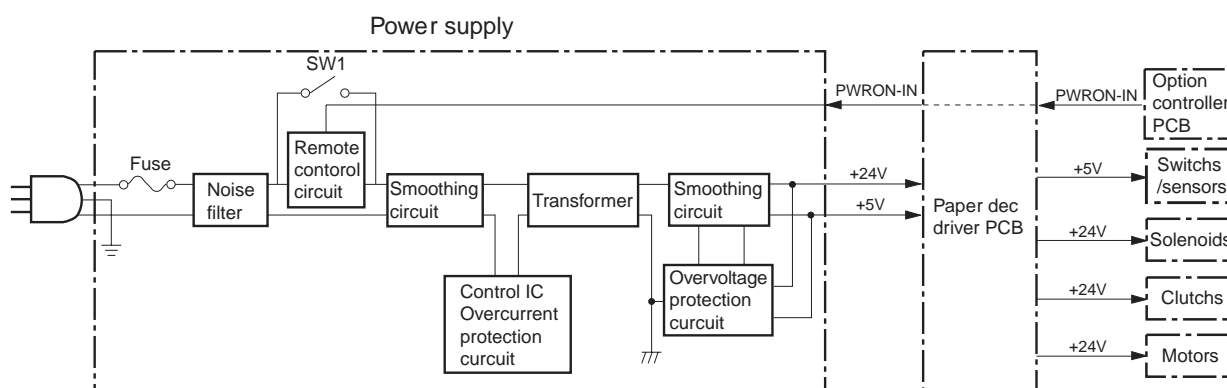 Power supply
SW1
PWRON-IN
PWRON-IN
Option
controller
PCB
Fuse
Noise
filter
Remote
contorol
circuit
Smoothing
circuit
Transformer
Smoothing
circuit
+24V
+5V
Paper dec
driver PCB
+5V
Switchs
/sensors
+24V
Solenoids
+24V
Clutchs
+24V
Motors
Control IC
Overcurrent
protection
curcuit
Overvoltage
protection
curcuit